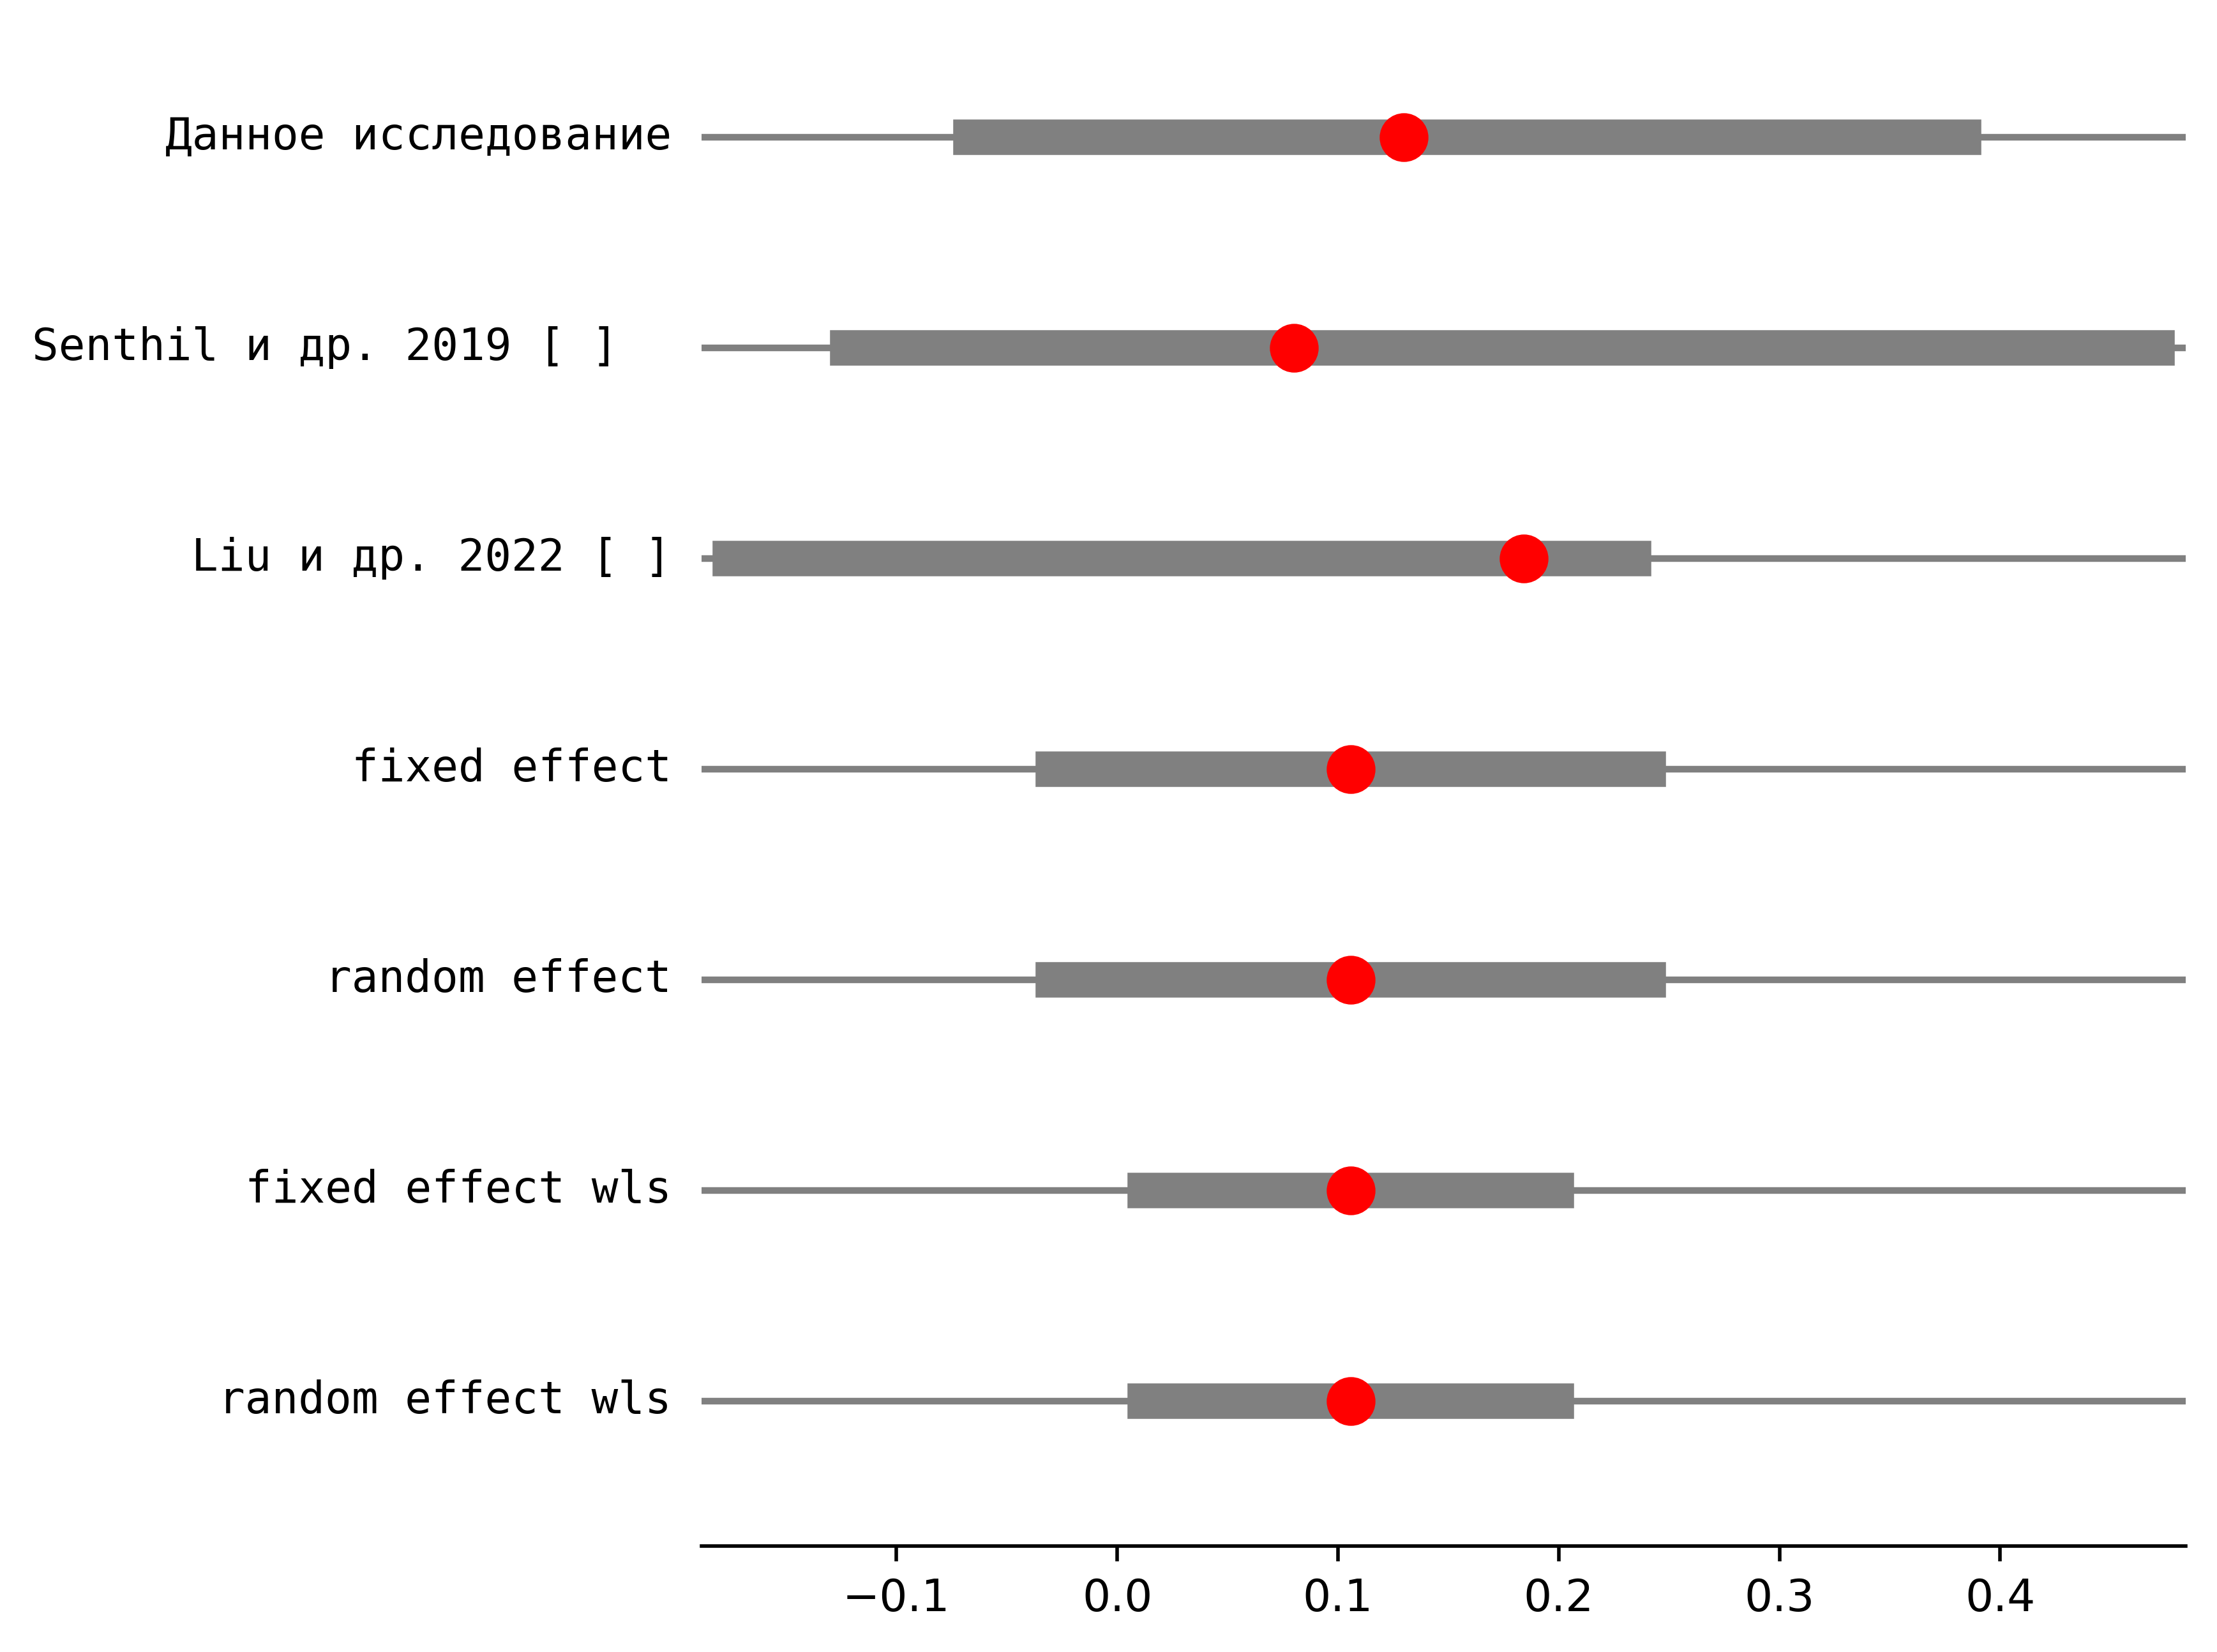 Данное исследование
Senthil и др. 2019 [ ]
Liu и др. 2022 [ ]
fixed effect
random effect
fixed effect wls
random effect wls
−0.1 0.0 0.1 0.2 0.3 0.4